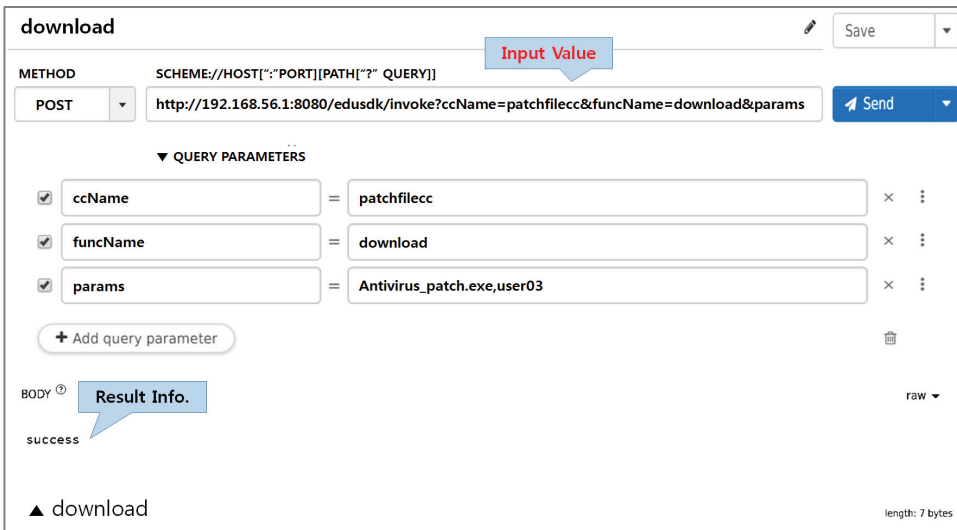 download
Save
Input Value
METHOD SCHEME://HOST[":"PORT][PATH["?" QUERY]]
POST http://192.168.56.1:8080/edusdk/invoke?ccName=patchfilecc&funcName=download&params Send
▼ QUERY PARAMETERS
ccName = patchfilecc
funcName = download
params = Antivirus_patch.exe,user03
+ Add query parameter
BODY ? Result Info. raw
success
▲ download length: 7 bytes